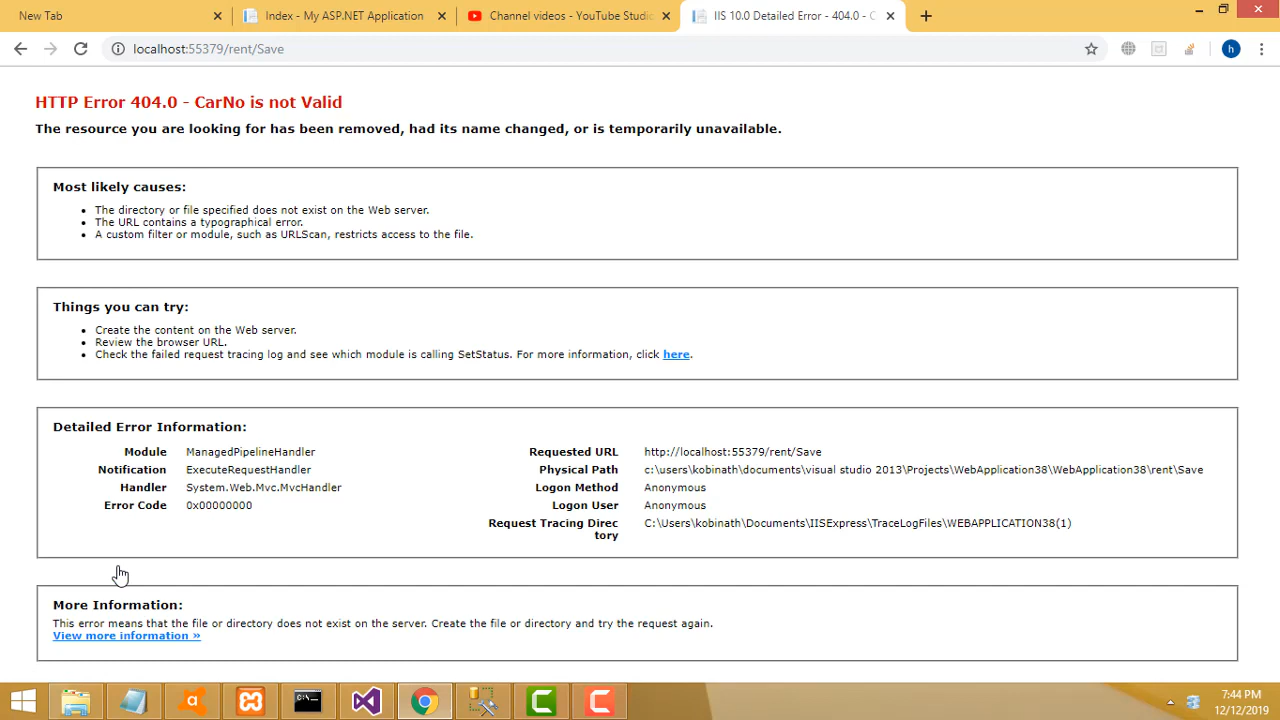 New Tab
Index - My ASP.NET Application
Channel videos - YouTube Studio
IIS 10.0 Detailed Error - 404.0 - C
localhost:55379/rent/Save
h
HTTP Error 404.0 - CarNo is not Valid
The resource you are looking for has been removed, had its name changed, or is temporarily unavailable.
Most likely causes:
• The directory or file specified does not exist on the Web server.
• The URL contains a typographical error.
• A custom filter or module, such as URLScan, restricts access to the file.
Things you can try:
• Create the content on the Web server.
• Review the browser URL.
• Check the failed request tracing log and see which module is calling SetStatus. For more information, click here.
Detailed Error Information:
Module ManagedPipelineHandler
Notification ExecuteRequestHandler
Handler System.Web.Mvc.MvcHandler
Error Code 0x00000000
Requested URL http://localhost:55379/rent/Save
Physical Path c:\users\kobinath\documents\visual studio 2013\Projects\WebApplication38\WebApplication38\rent\Save
Logon Method Anonymous
Logon User Anonymous
Request Tracing Direc C:\Users\kobinath\Documents\IISExpress\TraceLogFiles\WEBAPPLICATION38(1)
tory
More Information:
This error means that the file or directory does not exist on the server. Create the file or directory and try the request again.
View more information »
7:44 PM
12/12/2019